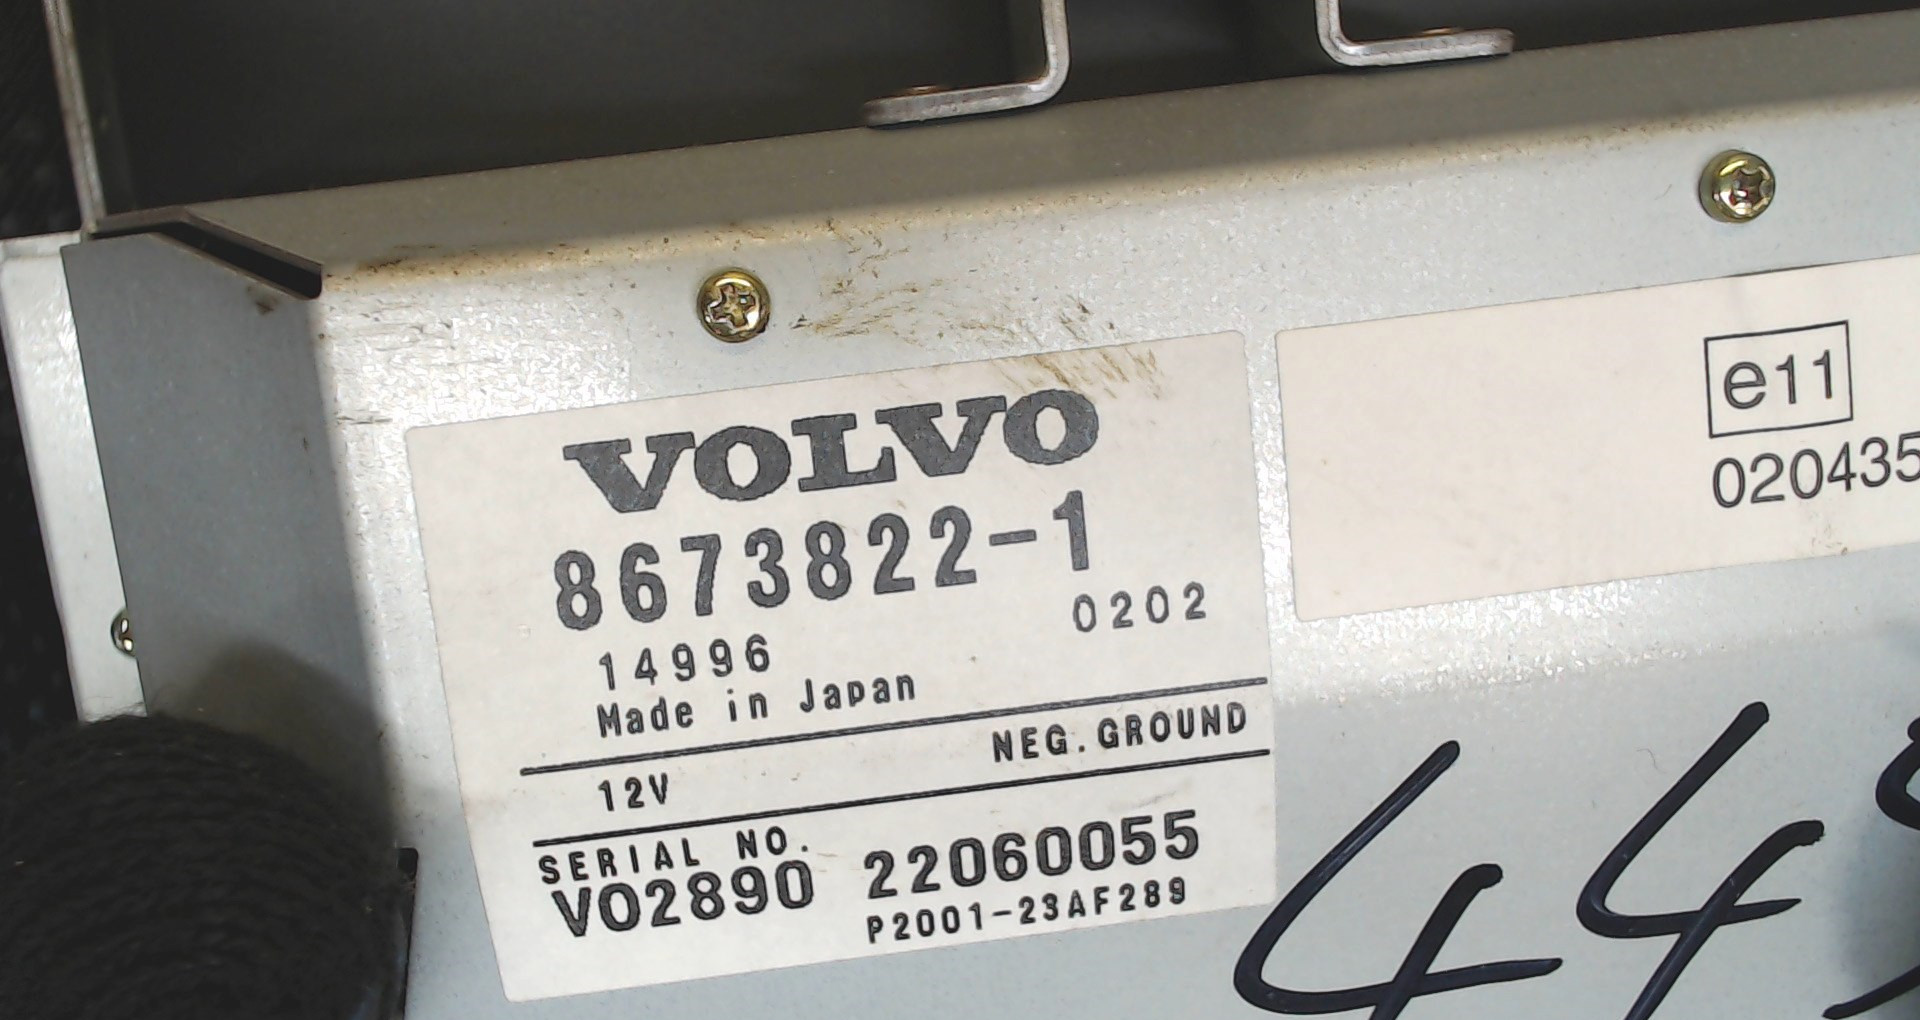 VOLVO
8673822-1
14996 0202
Made in Japan
12V NEG. GROUND
SERIAL NO.
VO2890 22060055
P2001-23AF289
e11
020435
44